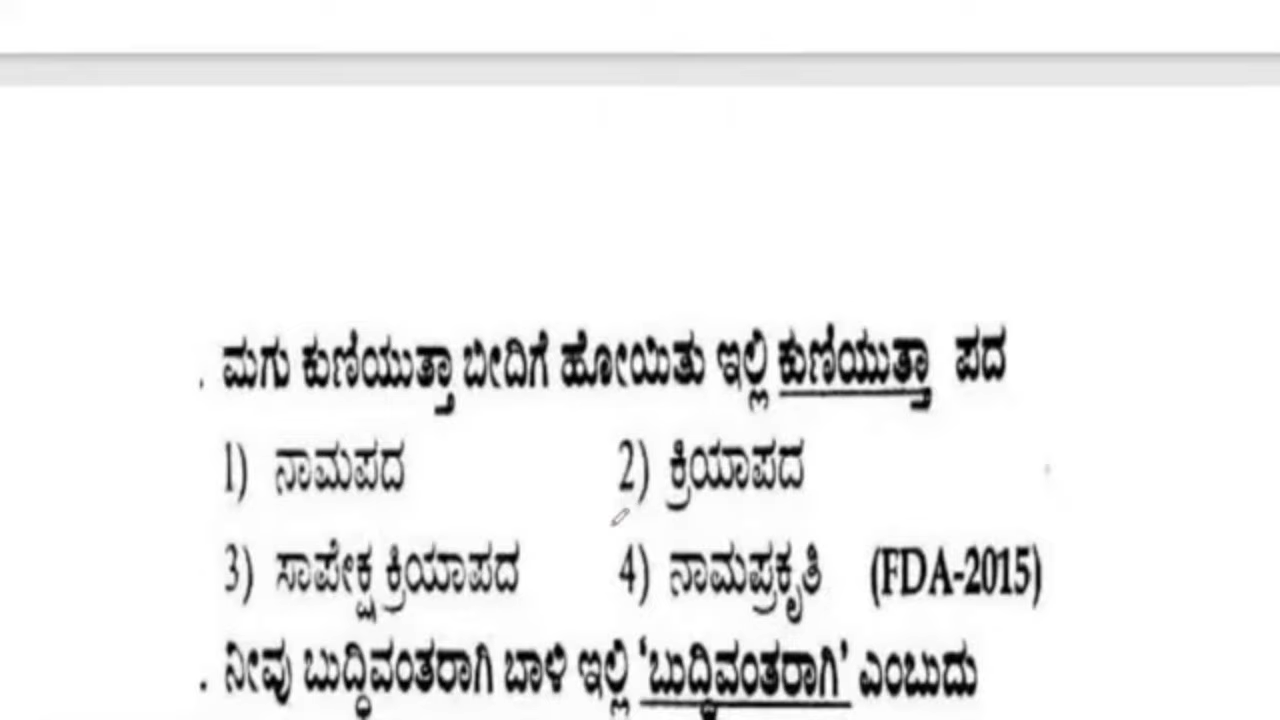 . ಮಗು ಕುಣಿಯುತ್ತಾ ಬೀದಿಗೆ ಹೋಯಿತು ಇಲ್ಲಿ ಕುಣಿಯುತ್ತಾ ಪದ
1) ನಾಮಪದ 2) ಕ್ರಿಯಾಪದ
3) ಸಾಪೇಕ್ಷ ಕ್ರಿಯಾಪದ 4) ನಾಮಪ್ರಕೃತಿ (FDA-2015)
. ನೀವು ಬುದ್ಧಿವಂತರಾಗಿ ಬಾಳಿ ಇಲ್ಲಿ 'ಬುದ್ಧಿವಂತರಾಗಿ' ಎಂಬುದು